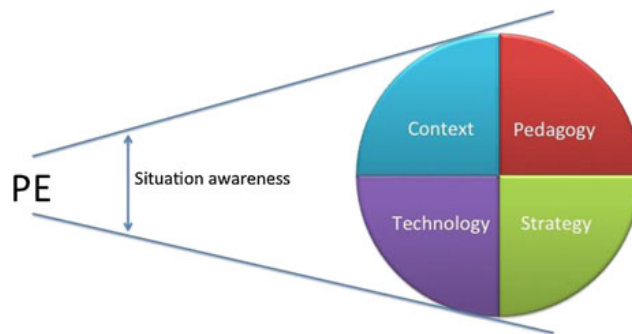 Context
Pedagogy
PE
Situation awareness
Technology
Strategy